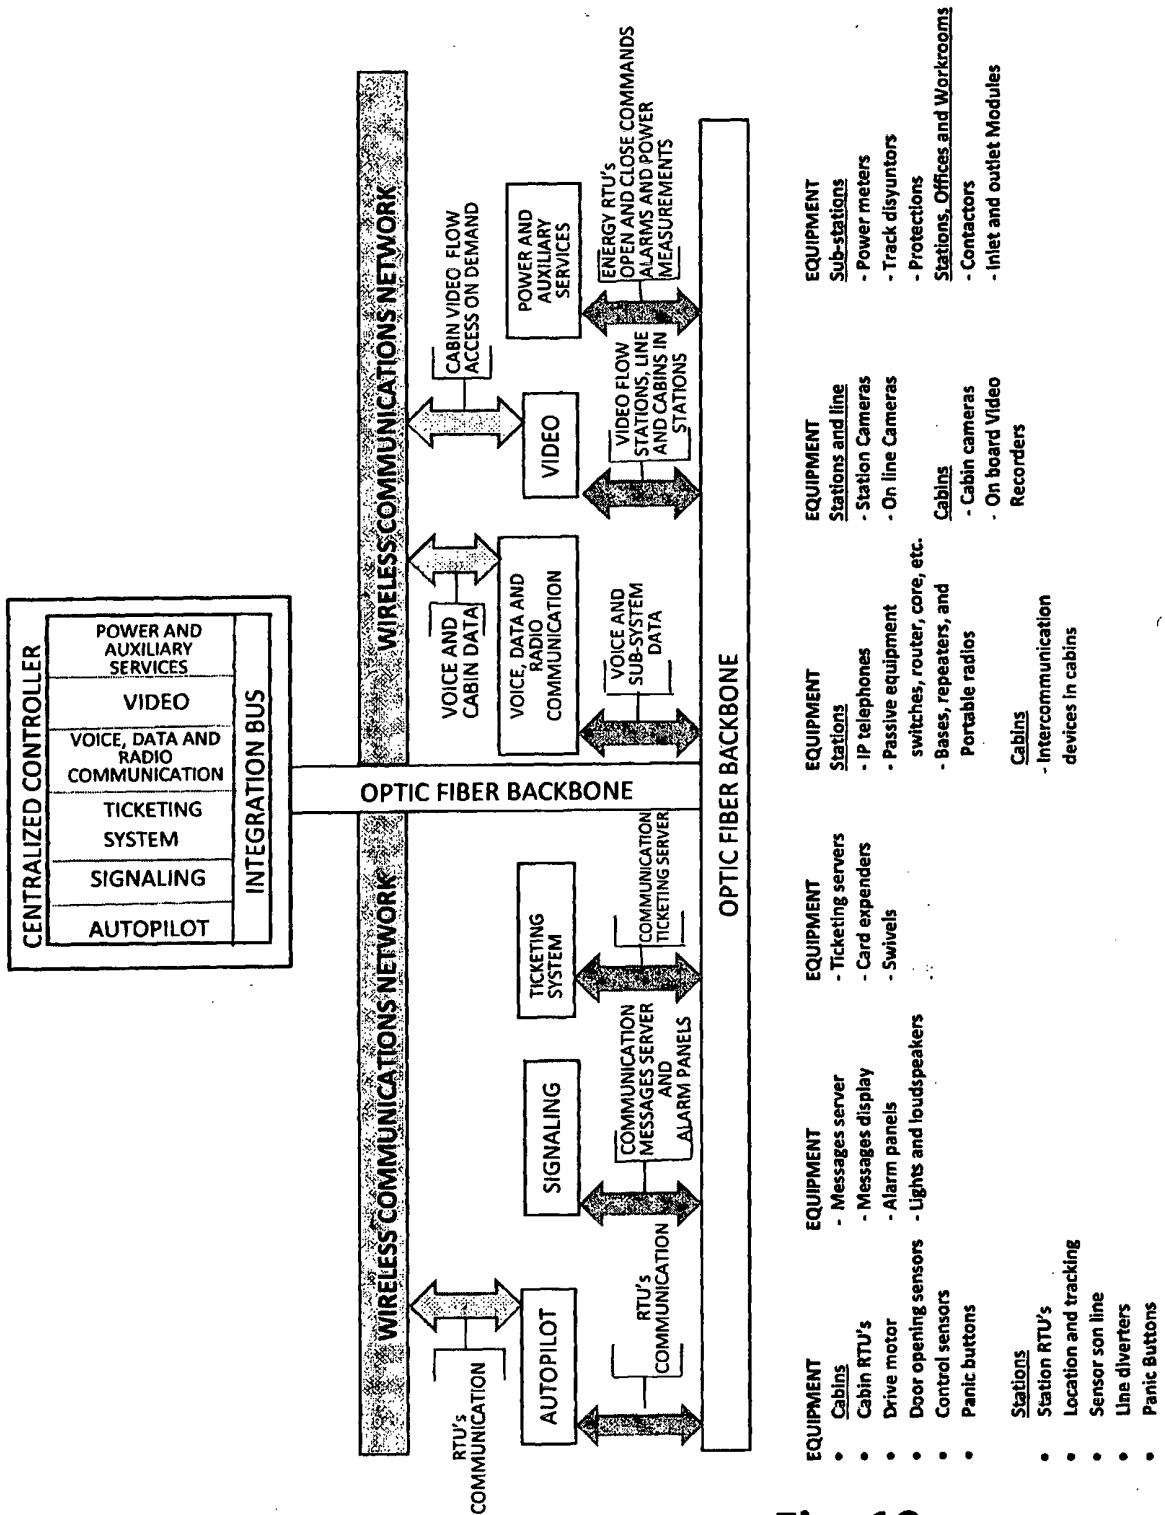 CENTRALIZED CONTROLLER
AUTOPILOT
SIGNALING
TICKETING
SYSTEM
VOICE, DATA AND
RADIO
COMMUNICATION
VIDEO
POWER AND
AUXILIARY
SERVICES
INTEGRATION BUS
WIRELESS COMMUNICATIONS NETWORK
WIRELESS COMMUNICATIONS NETWORK
OPTIC FIBER BACKBONE
RTU's
COMMUNICATION
VOICE AND
CABIN DATA
CABIN VIDEO FLOW
ACCESS ON DEMAND
AUTOPILOT
SIGNALING
TICKETING
SYSTEM
VOICE, DATA AND
RADIO
COMMUNICATION
VIDEO
POWER AND
AUXILIARY
SERVICES
RTU's
COMMUNICATION
COMMUNICATION
MESSAGES SERVER
AND
ALARM PANELS
COMMUNICATION
TICKETING SERVER
VOICE AND
SUB-SYSTEM
DATA
VIDEO FLOW
STATIONS, LINE
AND CABINS IN
STATIONS
ENERGY RTU's
OPEN AND CLOSE COMMANDS
ALARMS AND POWER
MEASUREMENTS
OPTIC FIBER BACKBONE
EQUIPMENT
• Cabins
• Cabin RTU's
• Drive motor
• Door opening sensors
• Control sensors
• Panic buttons
Stations
• Station RTU's
• Location and tracking
• Sensor son line
• Line diverters
• Panic Buttons
EQUIPMENT
- Messages server
- Messages display
- Alarm panels
- Lights and loudspeakers
EQUIPMENT
- Ticketing servers
- Card expenders
- Swivels
EQUIPMENT
Stations
- IP telephones
- Passive equipment
switches, router, core, etc.
- Bases, repeaters, and
Portable radios
Cabins
- Intercommunication
devices in cabins
EQUIPMENT
Stations and line
- Station Cameras
- On line Cameras
Cabins
- Cabin cameras
- On board Video
Recorders
EQUIPMENT
Sub-stations
- Power meters
- Track disyuntors
- Protections
Stations, Offices and Workrooms
- Contactors
- Inlet and outlet Modules